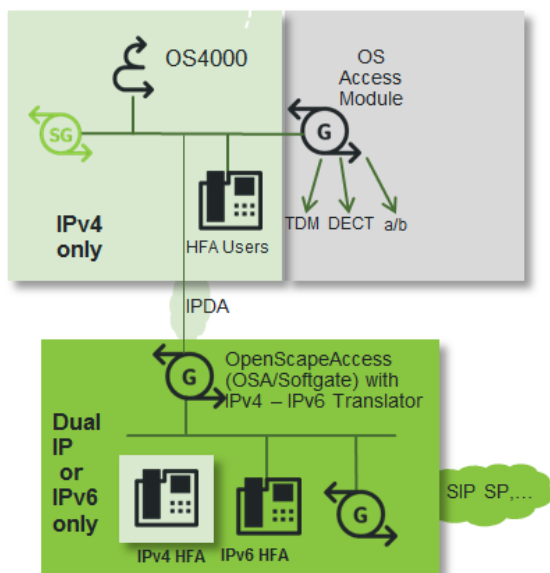 OS4000
OS
Access
Module
SG
G
IPv4
only
HFA Users
TDM DECT a/b
IPDA
OpenScapeAccess
(OSA/Softgate) with
IPv4 – IPv6 Translator
G
Dual
IP
or
IPv6
only
IPv4 HFA
IPv6 HFA
G
SIP SP,...